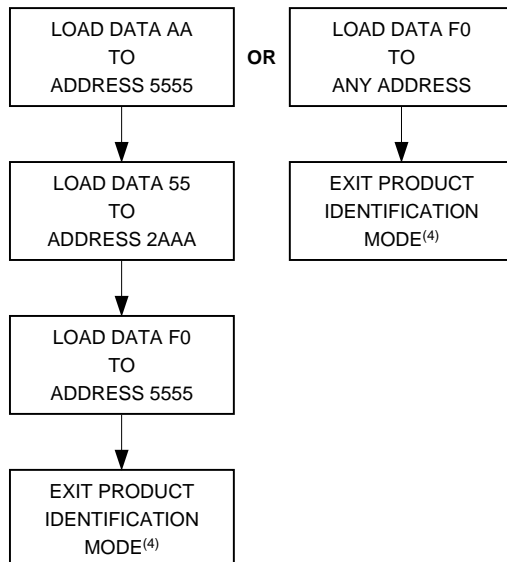 LOAD DATA AA
TO
ADDRESS 5555
OR
LOAD DATA F0
TO
ANY ADDRESS
LOAD DATA 55
TO
ADDRESS 2AAA
EXIT PRODUCT
IDENTIFICATION
MODE(4)
LOAD DATA F0
TO
ADDRESS 5555
EXIT PRODUCT
IDENTIFICATION
MODE(4)